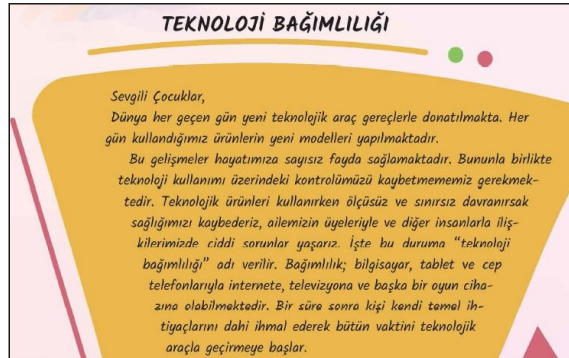 TEKNOLOJİ BAĞIMLILIĞI
Sevgili Çocuklar,
Dünya her geçen gün yeni teknolojik araç gereçlerle donatılmakta. Her
gün kullandığımız ürünlerin yeni modelleri yapılmaktadır.
Bu gelişmeler hayatımıza sayısız fayda sağlamaktadır. Bununla birlikte
teknoloji kullanımı üzerindeki kontrolümüzü kaybetmememiz gerekmek-
tedir. Teknolojik ürünleri kullanırken ölçüsüz ve sınırsız davranırsak
sağlığımızı kaybederiz, ailemizin üyeleriyle ve diğer insanlarla iliş-
kilerimizde ciddi sorunlar yaşarız. İşte bu duruma “teknoloji
bağımlılığı” adı verilir. Bağımlılık; bilgisayar, tablet ve cep
telefonlarıyla internete, televizyona ve başka bir oyun ciha-
zına olabilmektedir. Bir süre sonra kişi kendi temel ih-
tiyaçlarını dahi ihmal ederek bütün vaktini teknolojik
araçla geçirmeye başlar.